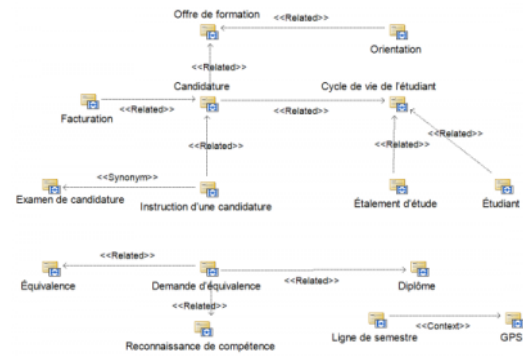 Offre de formation
<<Related>>
Orientation
<<Related>>
Candidature
Cycle de vie de l'étudiant
<<Related>>
<<Related>>
Facturation
<<Related>>
<<Related>>
<<Related>>
<<Synonym>>
Examen de candidature
Instruction d'une candidature
Étalement d'étude
Étudiant
<<Related>>
<<Related>>
Équivalence
Demande d'équivalence
Diplôme
<<Related>>
<<Context>>
Reconnaissance de compétence
Ligne de semestre
GPS